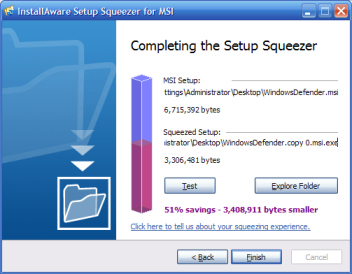 InstallAware Setup Squeezer for MSI
Completing the Setup Squeezer
MSI Setup:
ttings\Administrator\Desktop\WindowsDefender.msi
6,715,392 bytes
Squeezed Setup:
istrator\Desktop\WindowsDefender.copy 0.msi.exe
3,306,481 bytes
Test
Explore Folder
51% savings - 3,408,911 bytes smaller
Click here to tell us about your squeezing experience.
< Back
Finish
Cancel